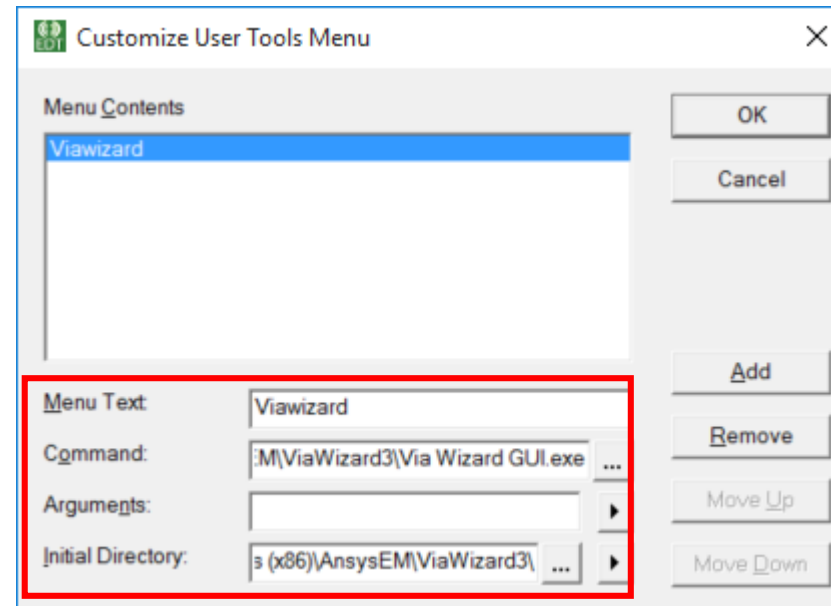 EDT
Customize User Tools Menu
Menu Contents
OK
Viawizard
Cancel
Add
Menu Text:
Viawizard
Remove
Command:
:M\ViaWizard3\Via Wizard GUI.exe
...
Arguments:
Move Up
Initial Directory:
s (x86)\AnsysEM\ViaWizard3\
...
Move Down